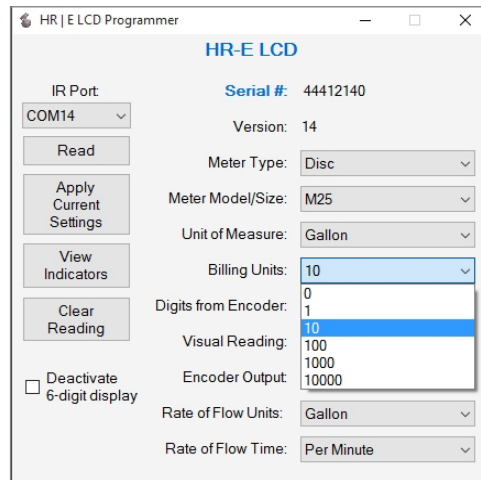 HR | E LCD Programmer
HR-E LCD
IR Port: Serial #: 44412140
COM14 Version: 14
Read Meter Type: Disc
Apply Current Settings Meter Model/Size: M25
Unit of Measure: Gallon
View Indicators Billing Units: 10
0
Digits from Encoder: 1
Clear Reading 10
Visual Reading: 100
1000
Deactivate 6-digit display Encoder Output: 10000
Rate of Flow Units: Gallon
Rate of Flow Time: Per Minute